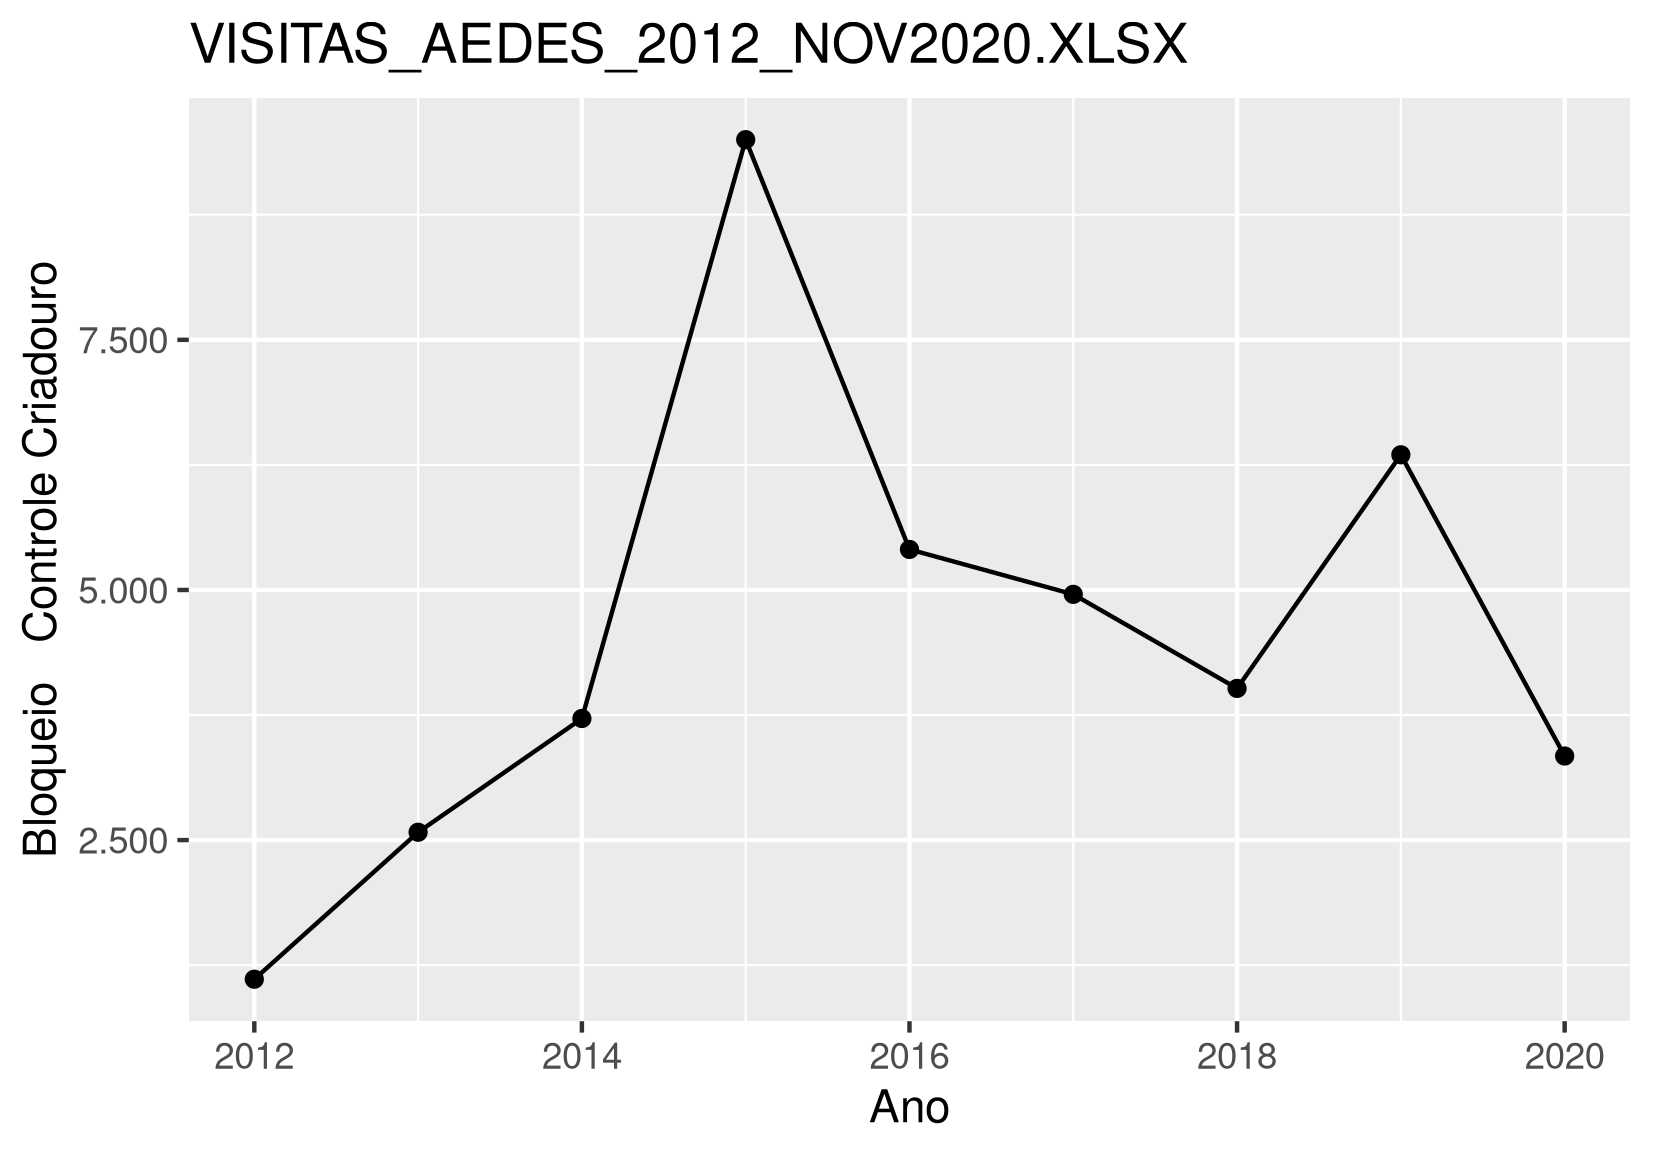 VISITAS_AEDES_2012_NOV2020.XLSX
Bloqueio   Controle Criadouro
7.500
5.000
2.500
2012 2014 2016 2018 2020
Ano